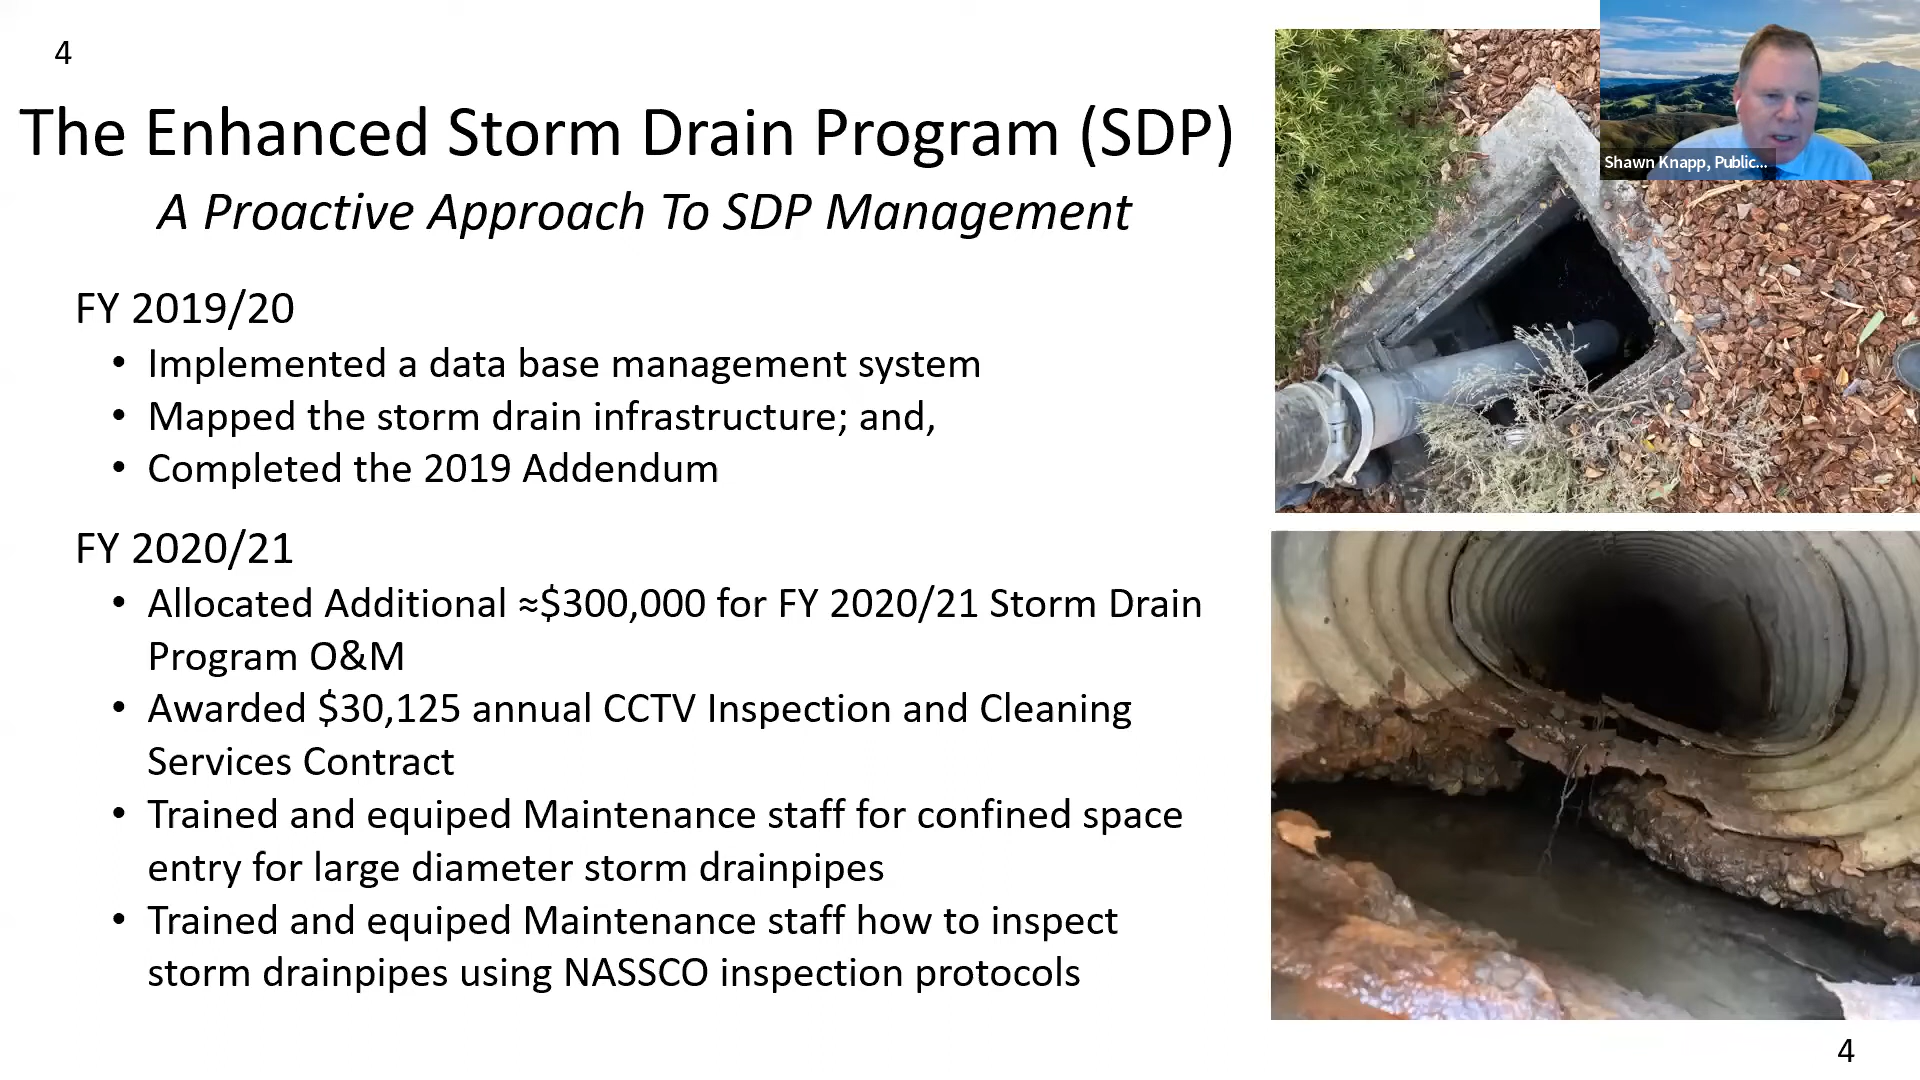 4
The Enhanced Storm Drain Program (SDP)
A Proactive Approach To SDP Management
FY 2019/20
• Implemented a data base management system
• Mapped the storm drain infrastructure; and,
• Completed the 2019 Addendum
FY 2020/21
• Allocated Additional ≈$300,000 for FY 2020/21 Storm Drain
Program O&M
• Awarded $30,125 annual CCTV Inspection and Cleaning
Services Contract
• Trained and equiped Maintenance staff for confined space
entry for large diameter storm drainpipes
• Trained and equiped Maintenance staff how to inspect
storm drainpipes using NASSCO inspection protocols
Shawn Knapp, Public...
4